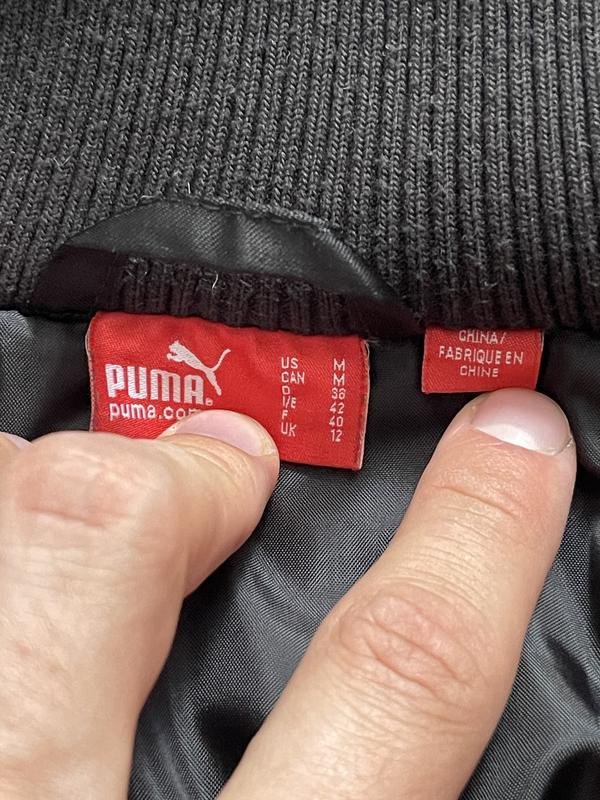 PUMA®
puma.com
US M
CAN M
D 38
I/E 42
F 40
UK 12
CHINA/
FABRIQUE EN
CHINE